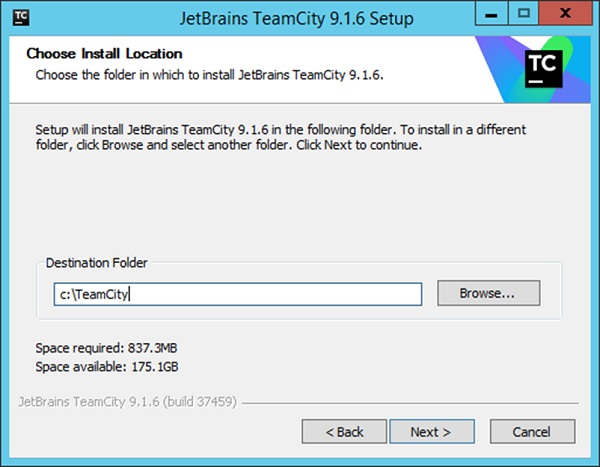 TC
JetBrains TeamCity 9.1.6 Setup
Choose Install Location
Choose the folder in which to install JetBrains TeamCity 9.1.6.
TC
Setup will install JetBrains TeamCity 9.1.6 in the following folder. To install in a different
folder, click Browse and select another folder. Click Next to continue.
Destination Folder
c:\TeamCity
Browse...
Space required: 837.3MB
Space available: 175.1GB
JetBrains TeamCity 9.1.6 (build 37459)
< Back
Next >
Cancel